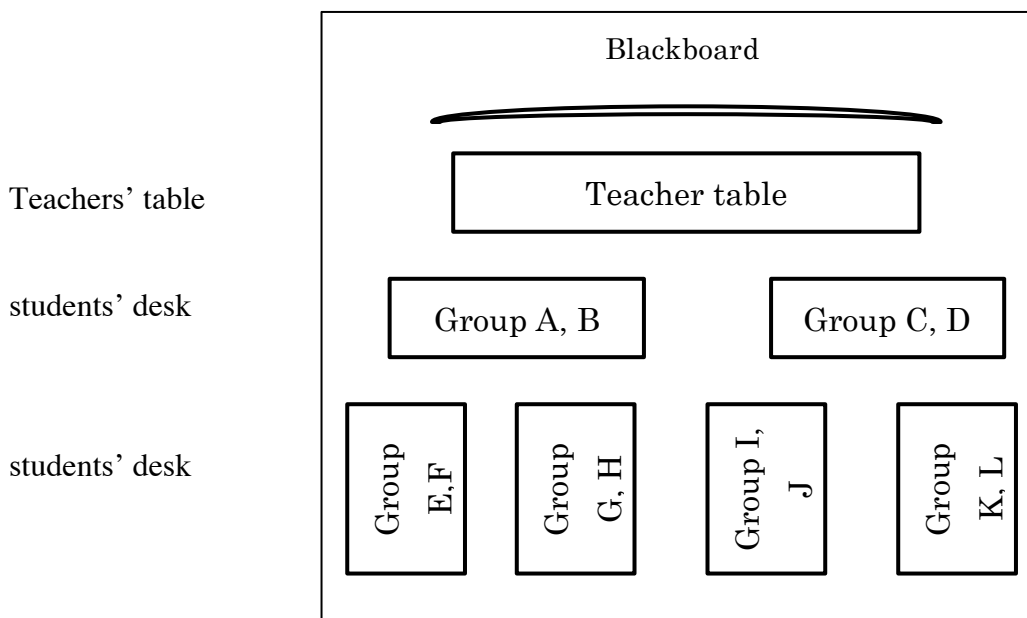 Blackboard
Teachers’ table
Teacher table
students’ desk
Group A, B
Group C, D
students’ desk
Group
E,F
Group
G, H
Group I,
J
Group
K, L